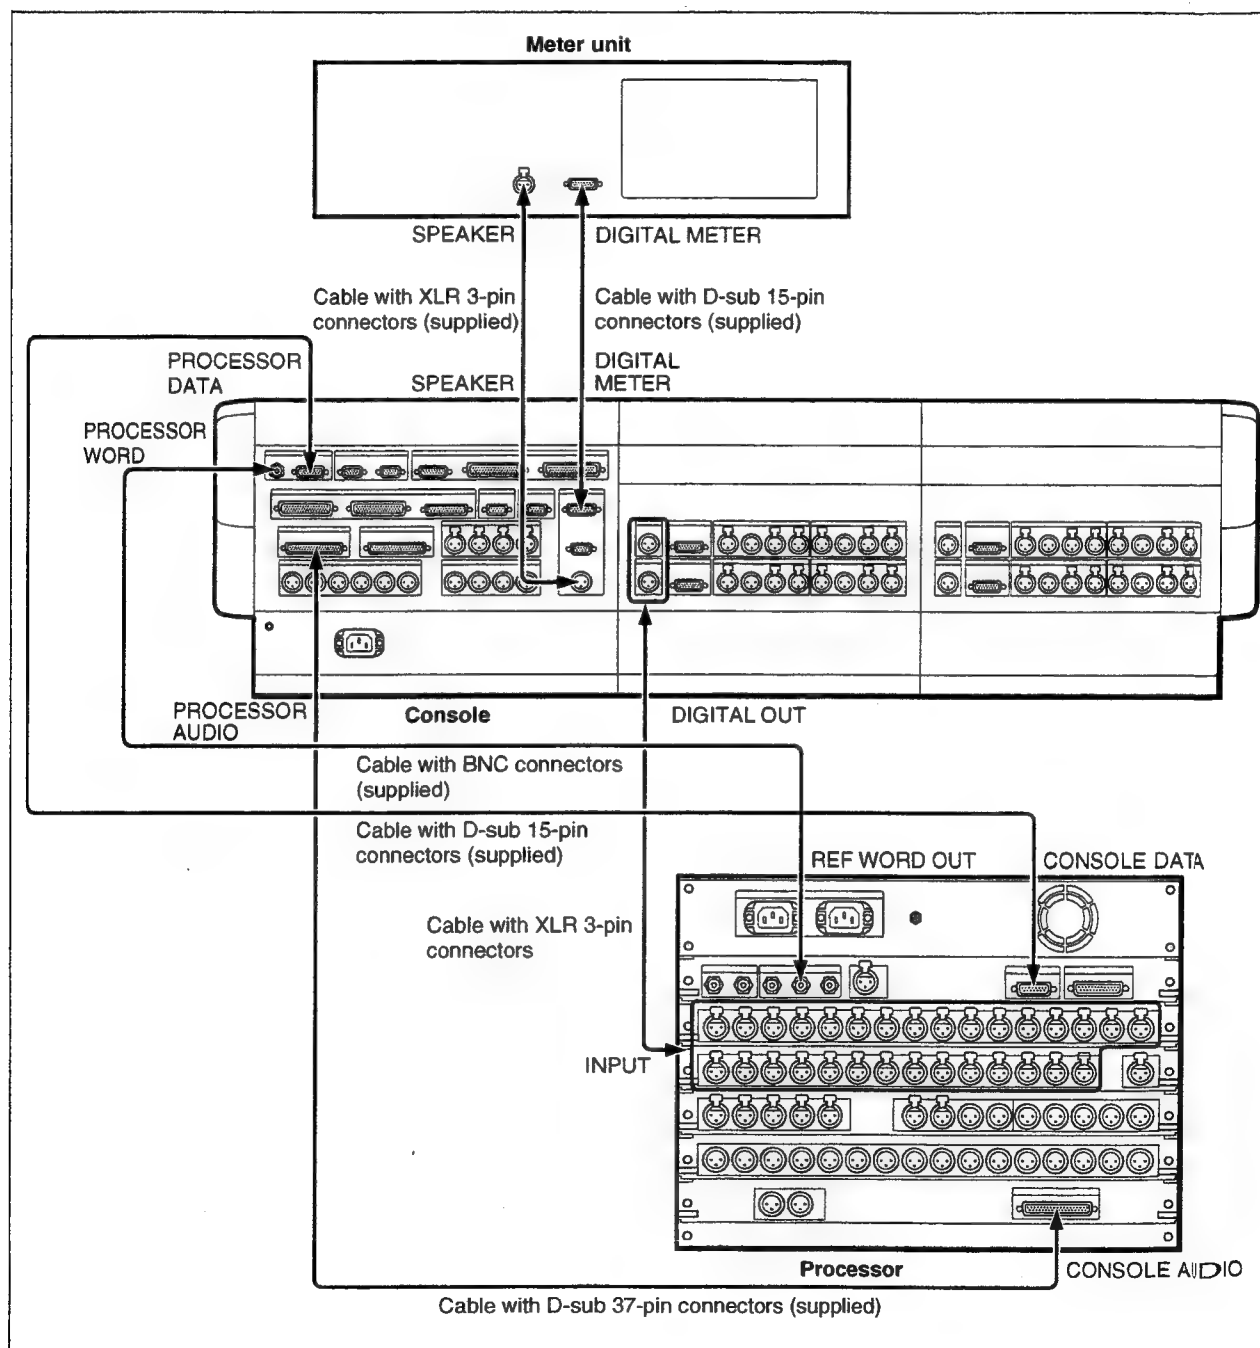 Meter unit
SPEAKER
DIGITAL METER
Cable with XLR 3-pin
connectors (supplied)
Cable with D-sub 15-pin
connectors (supplied)
PROCESSOR
DATA
SPEAKER
DIGITAL
METER
PROCESSOR
WORD
PROCESSOR
AUDIO
Console
DIGITAL OUT
Cable with BNC connectors
(supplied)
Cable with D-sub 15-pin
connectors (supplied)
REF WORD OUT
CONSOLE DATA
Cable with XLR 3-pin
connectors
INPUT
Processor
CONSOLE AUDIO
Cable with D-sub 37-pin connectors (supplied)